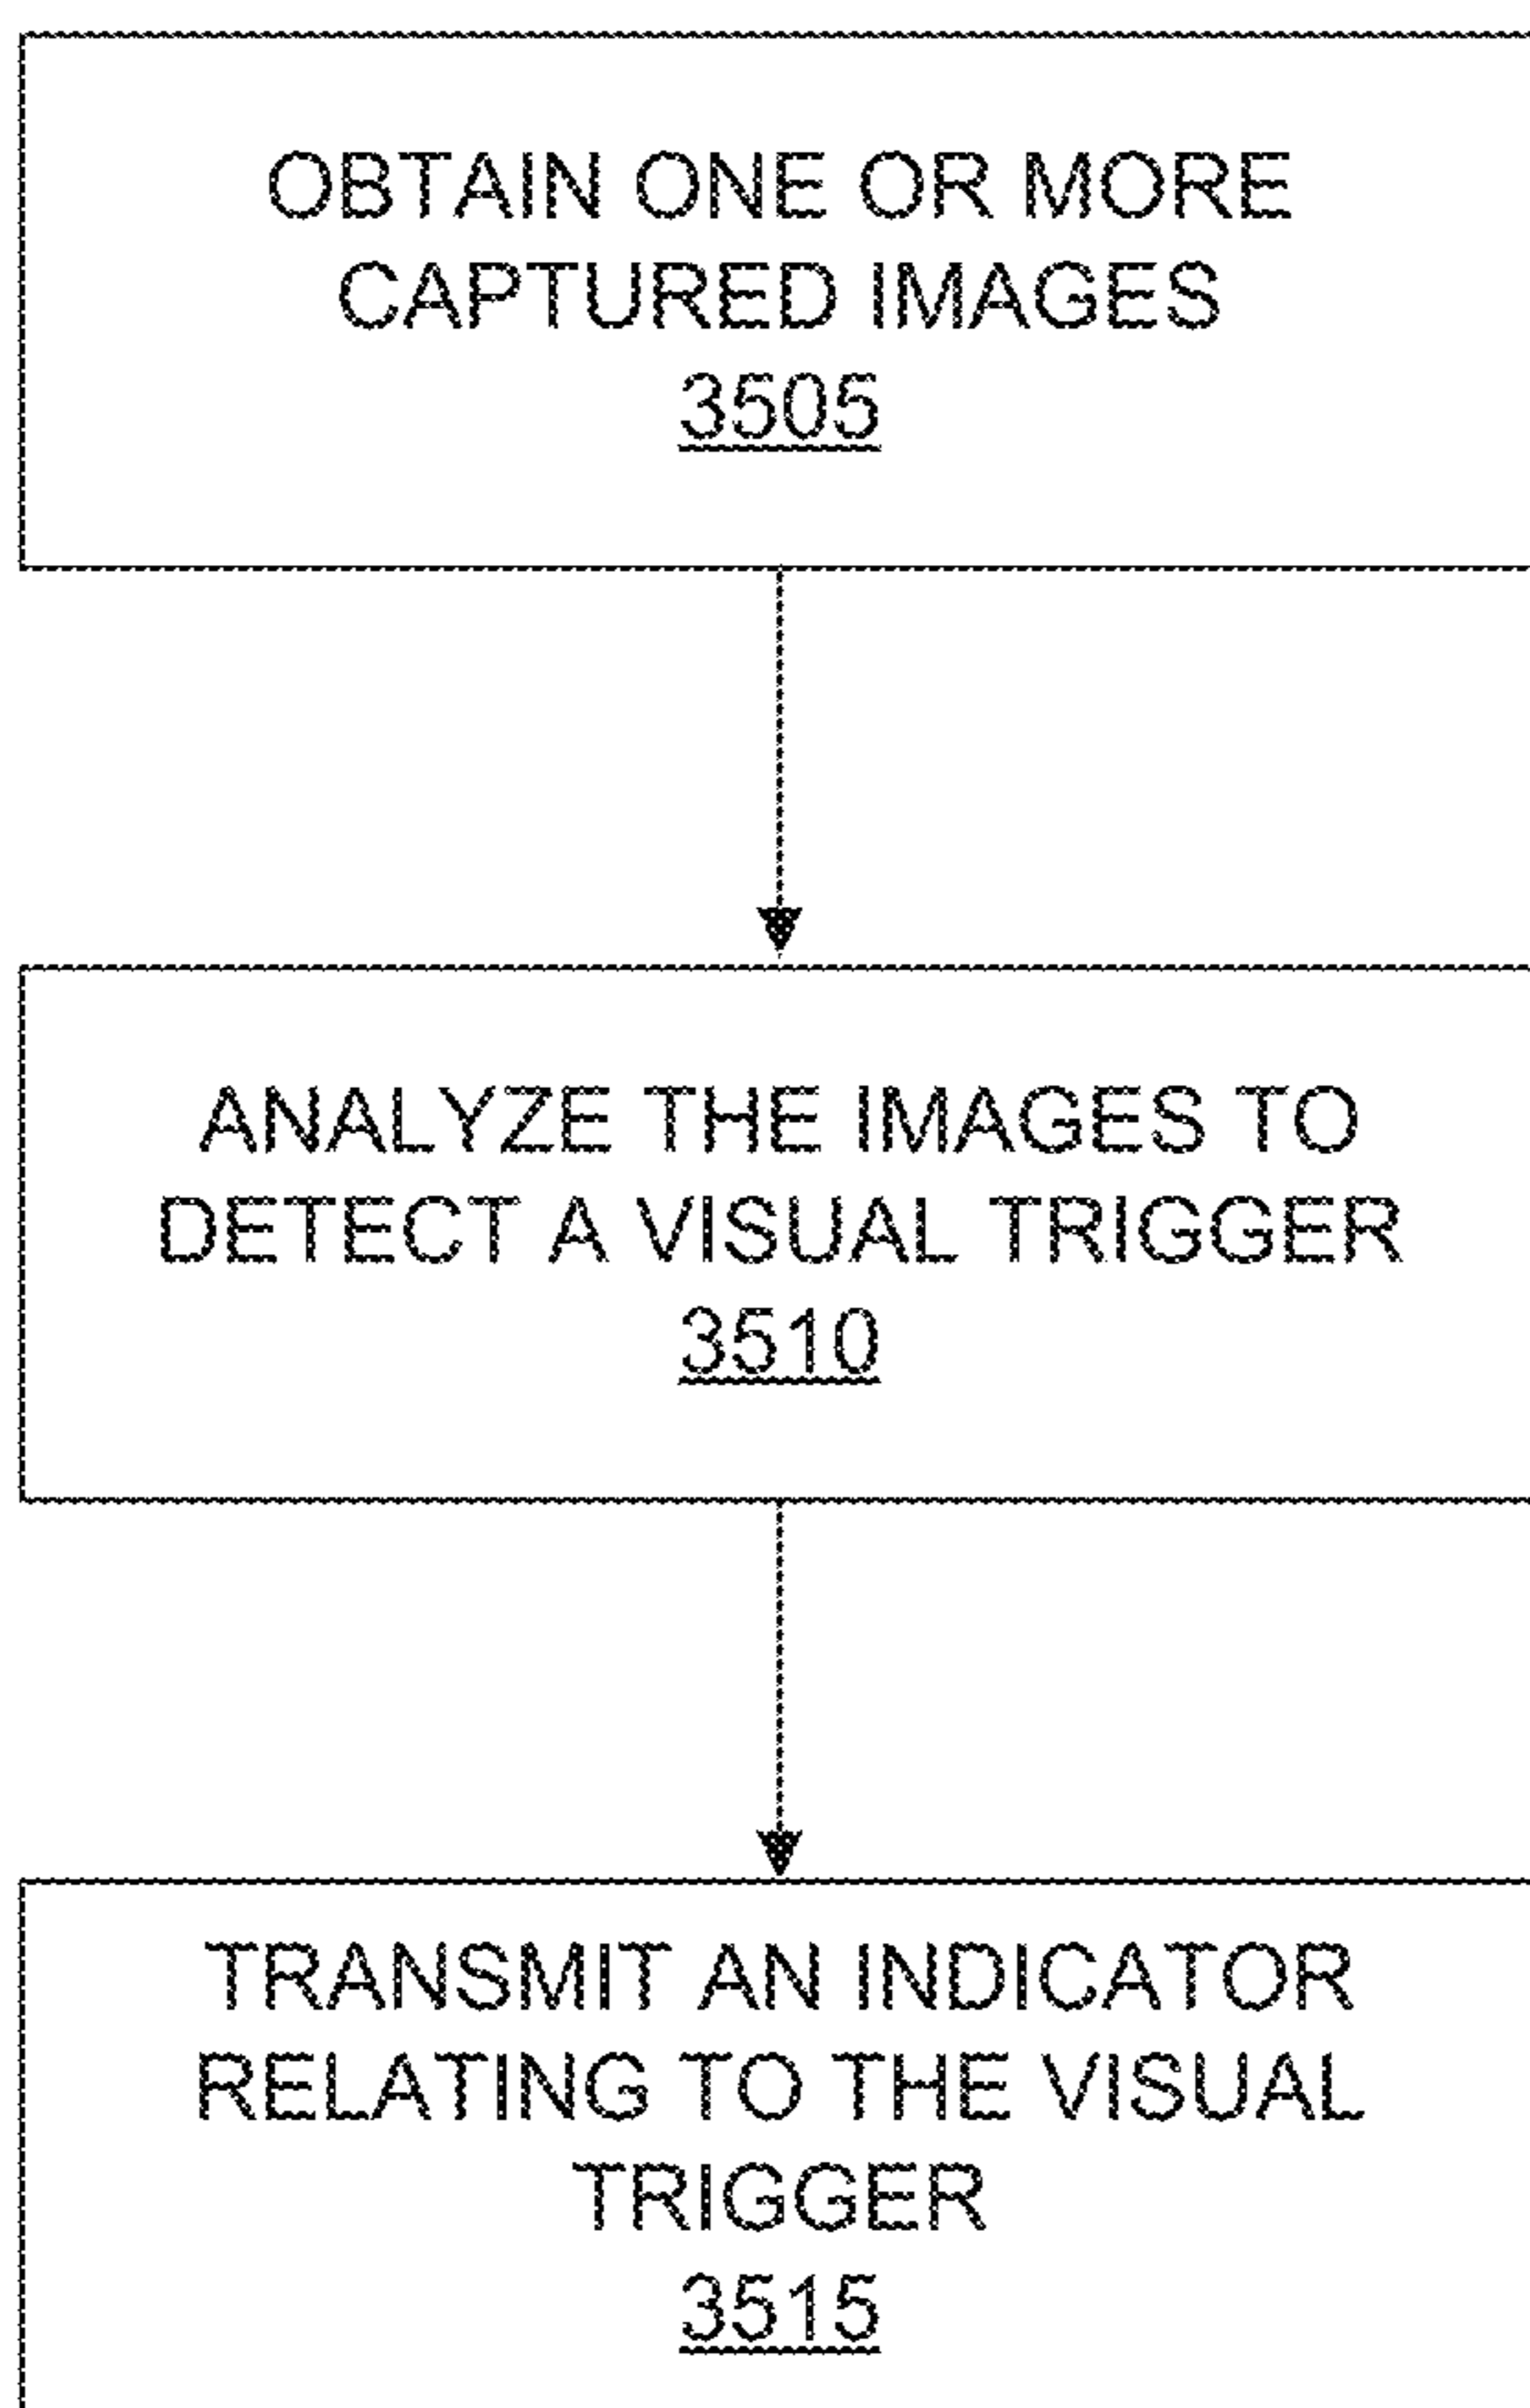 OBTAIN ONE OR MORE
CAPTURED IMAGES
3505
ANALYZE THE IMAGES TO
DETECT A VISUAL TRIGGER
3510
TRANSMIT AN INDICATOR
RELATING TO THE VISUAL
TRIGGER
3515